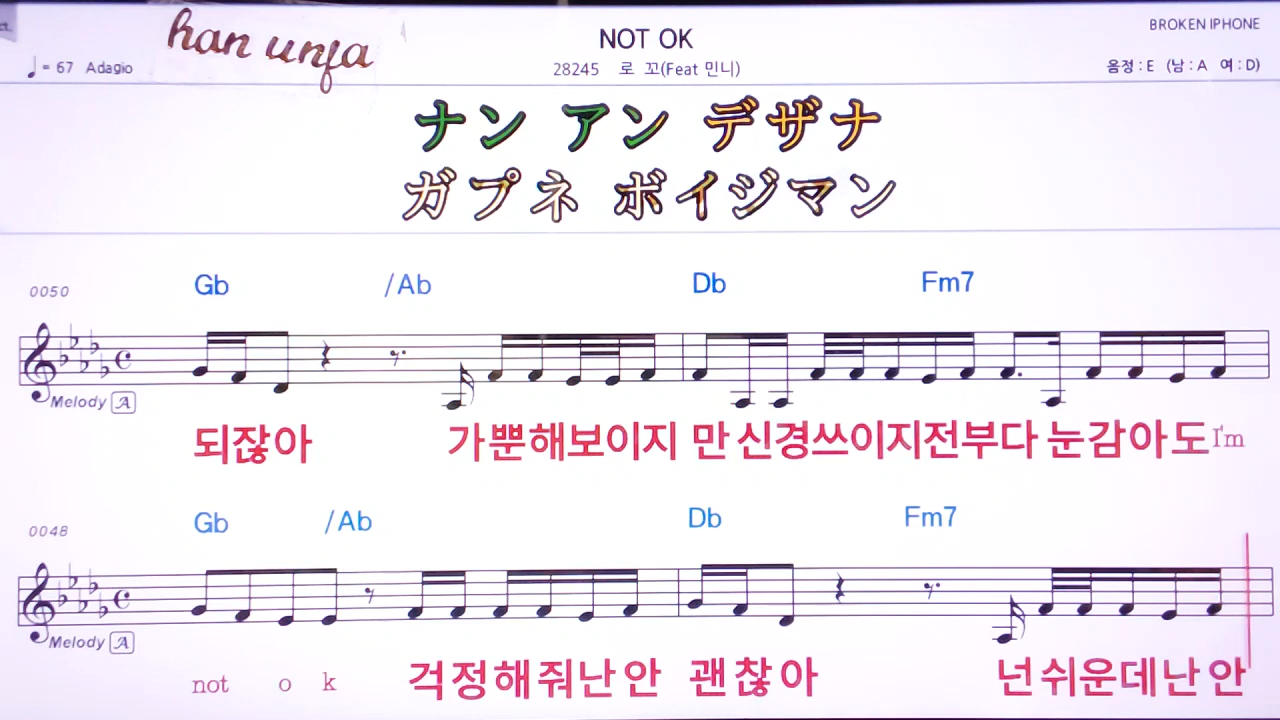 han unja
NOT OK
BROKEN IPHONE
♩= 67 Adagio
28245 로 꼬(Feat 민니)
음정 : E (남 : A 여 : D)
ナン アン デザナ
ガプネ ボイジマン
0050
Gb /Ab Db Fm7
Melody A
되잖아 가뿐해보이지 만 신경쓰이지전부다 눈감아도I'm
0048
Gb /Ab Db Fm7
Melody A
not o k 걱정해줘난안 괜찮아 넌쉬운데난안